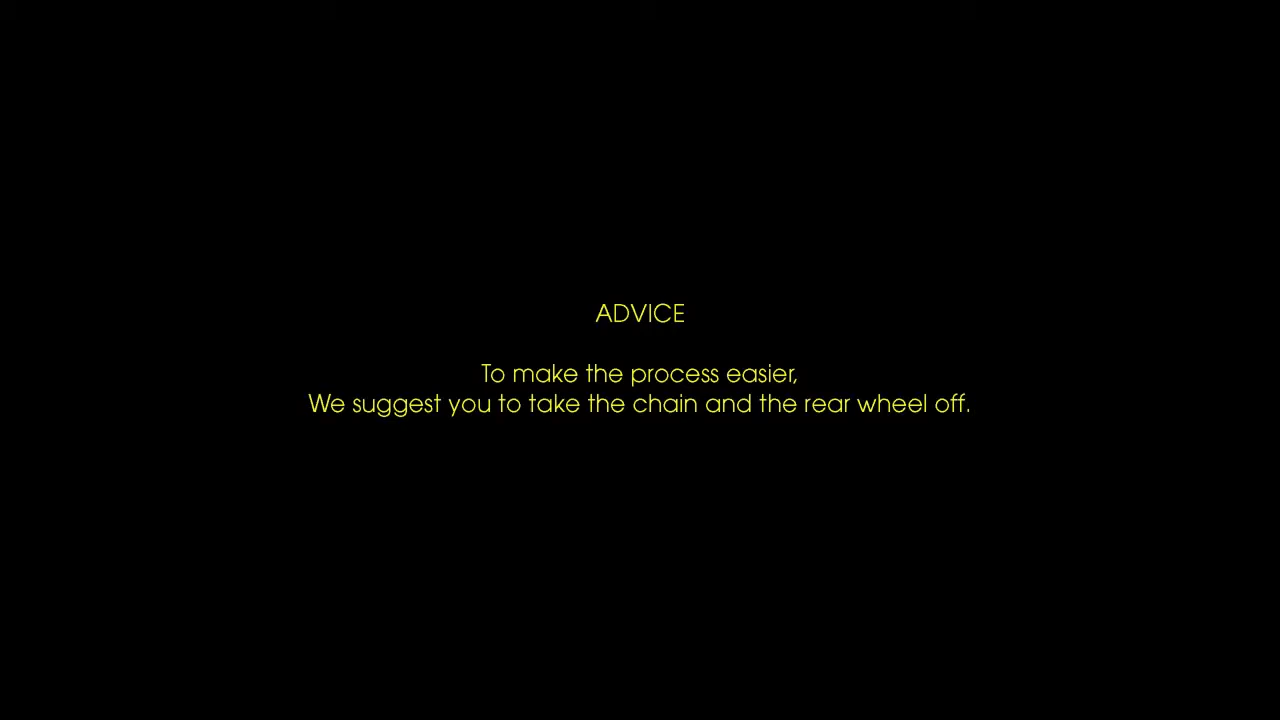 ADVICE
To make the process easier,
We suggest you to take the chain and the rear wheel off.